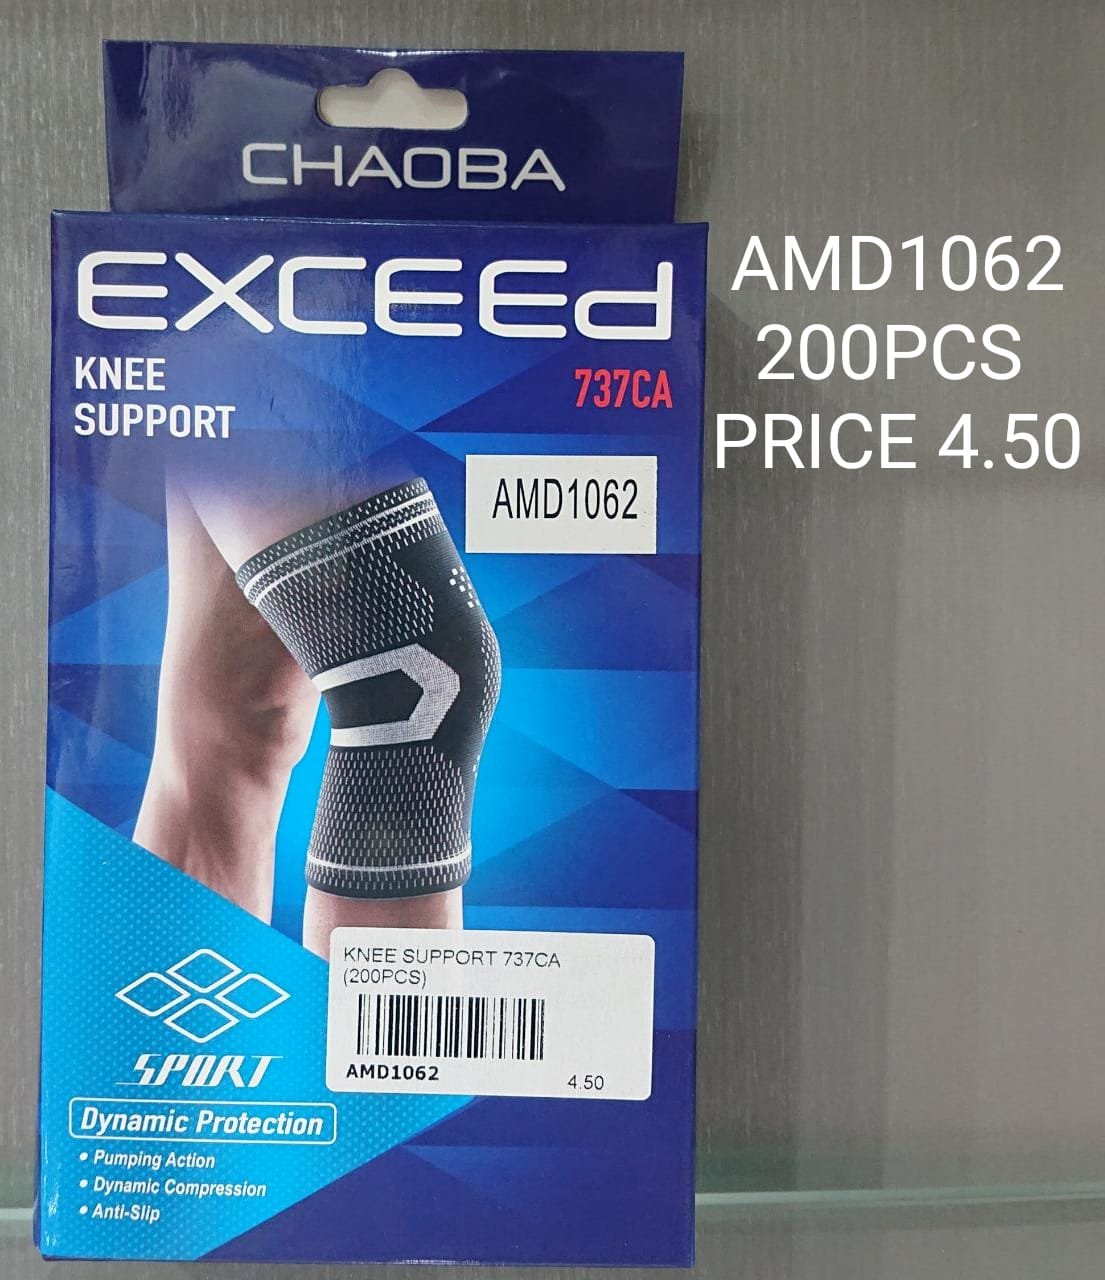 CHAOBA
EXCEEd
KNEE
SUPPORT
737CA
AMD1062
AMD1062
200PCS
PRICE 4.50
KNEE SUPPORT 737CA
(200PCS)
AMD1062
4.50
SPORT
Dynamic Protection
• Pumping Action
• Dynamic Compression
• Anti-Slip